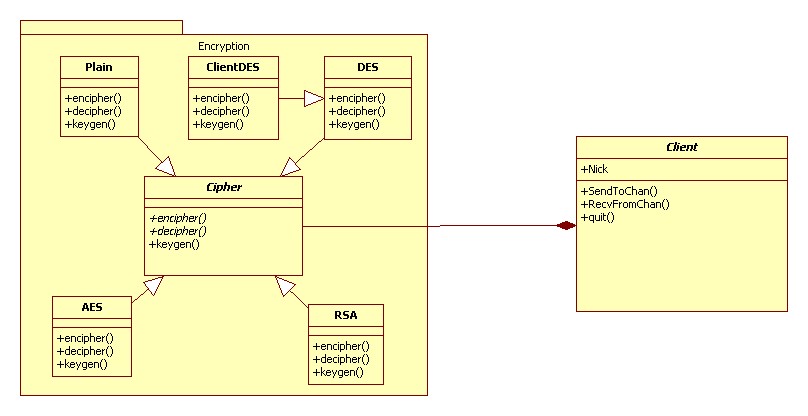 Encryption
Plain
+encipher()
+decipher()
+keygen()
ClientDES
+encipher()
+decipher()
+keygen()
DES
+encipher()
+decipher()
+keygen()
Cipher
+encipher()
+decipher()
+keygen()
Client
+Nick
+SendToChan()
+RecvFromChan()
+quit()
AES
+encipher()
+decipher()
+keygen()
RSA
+encipher()
+decipher()
+keygen()